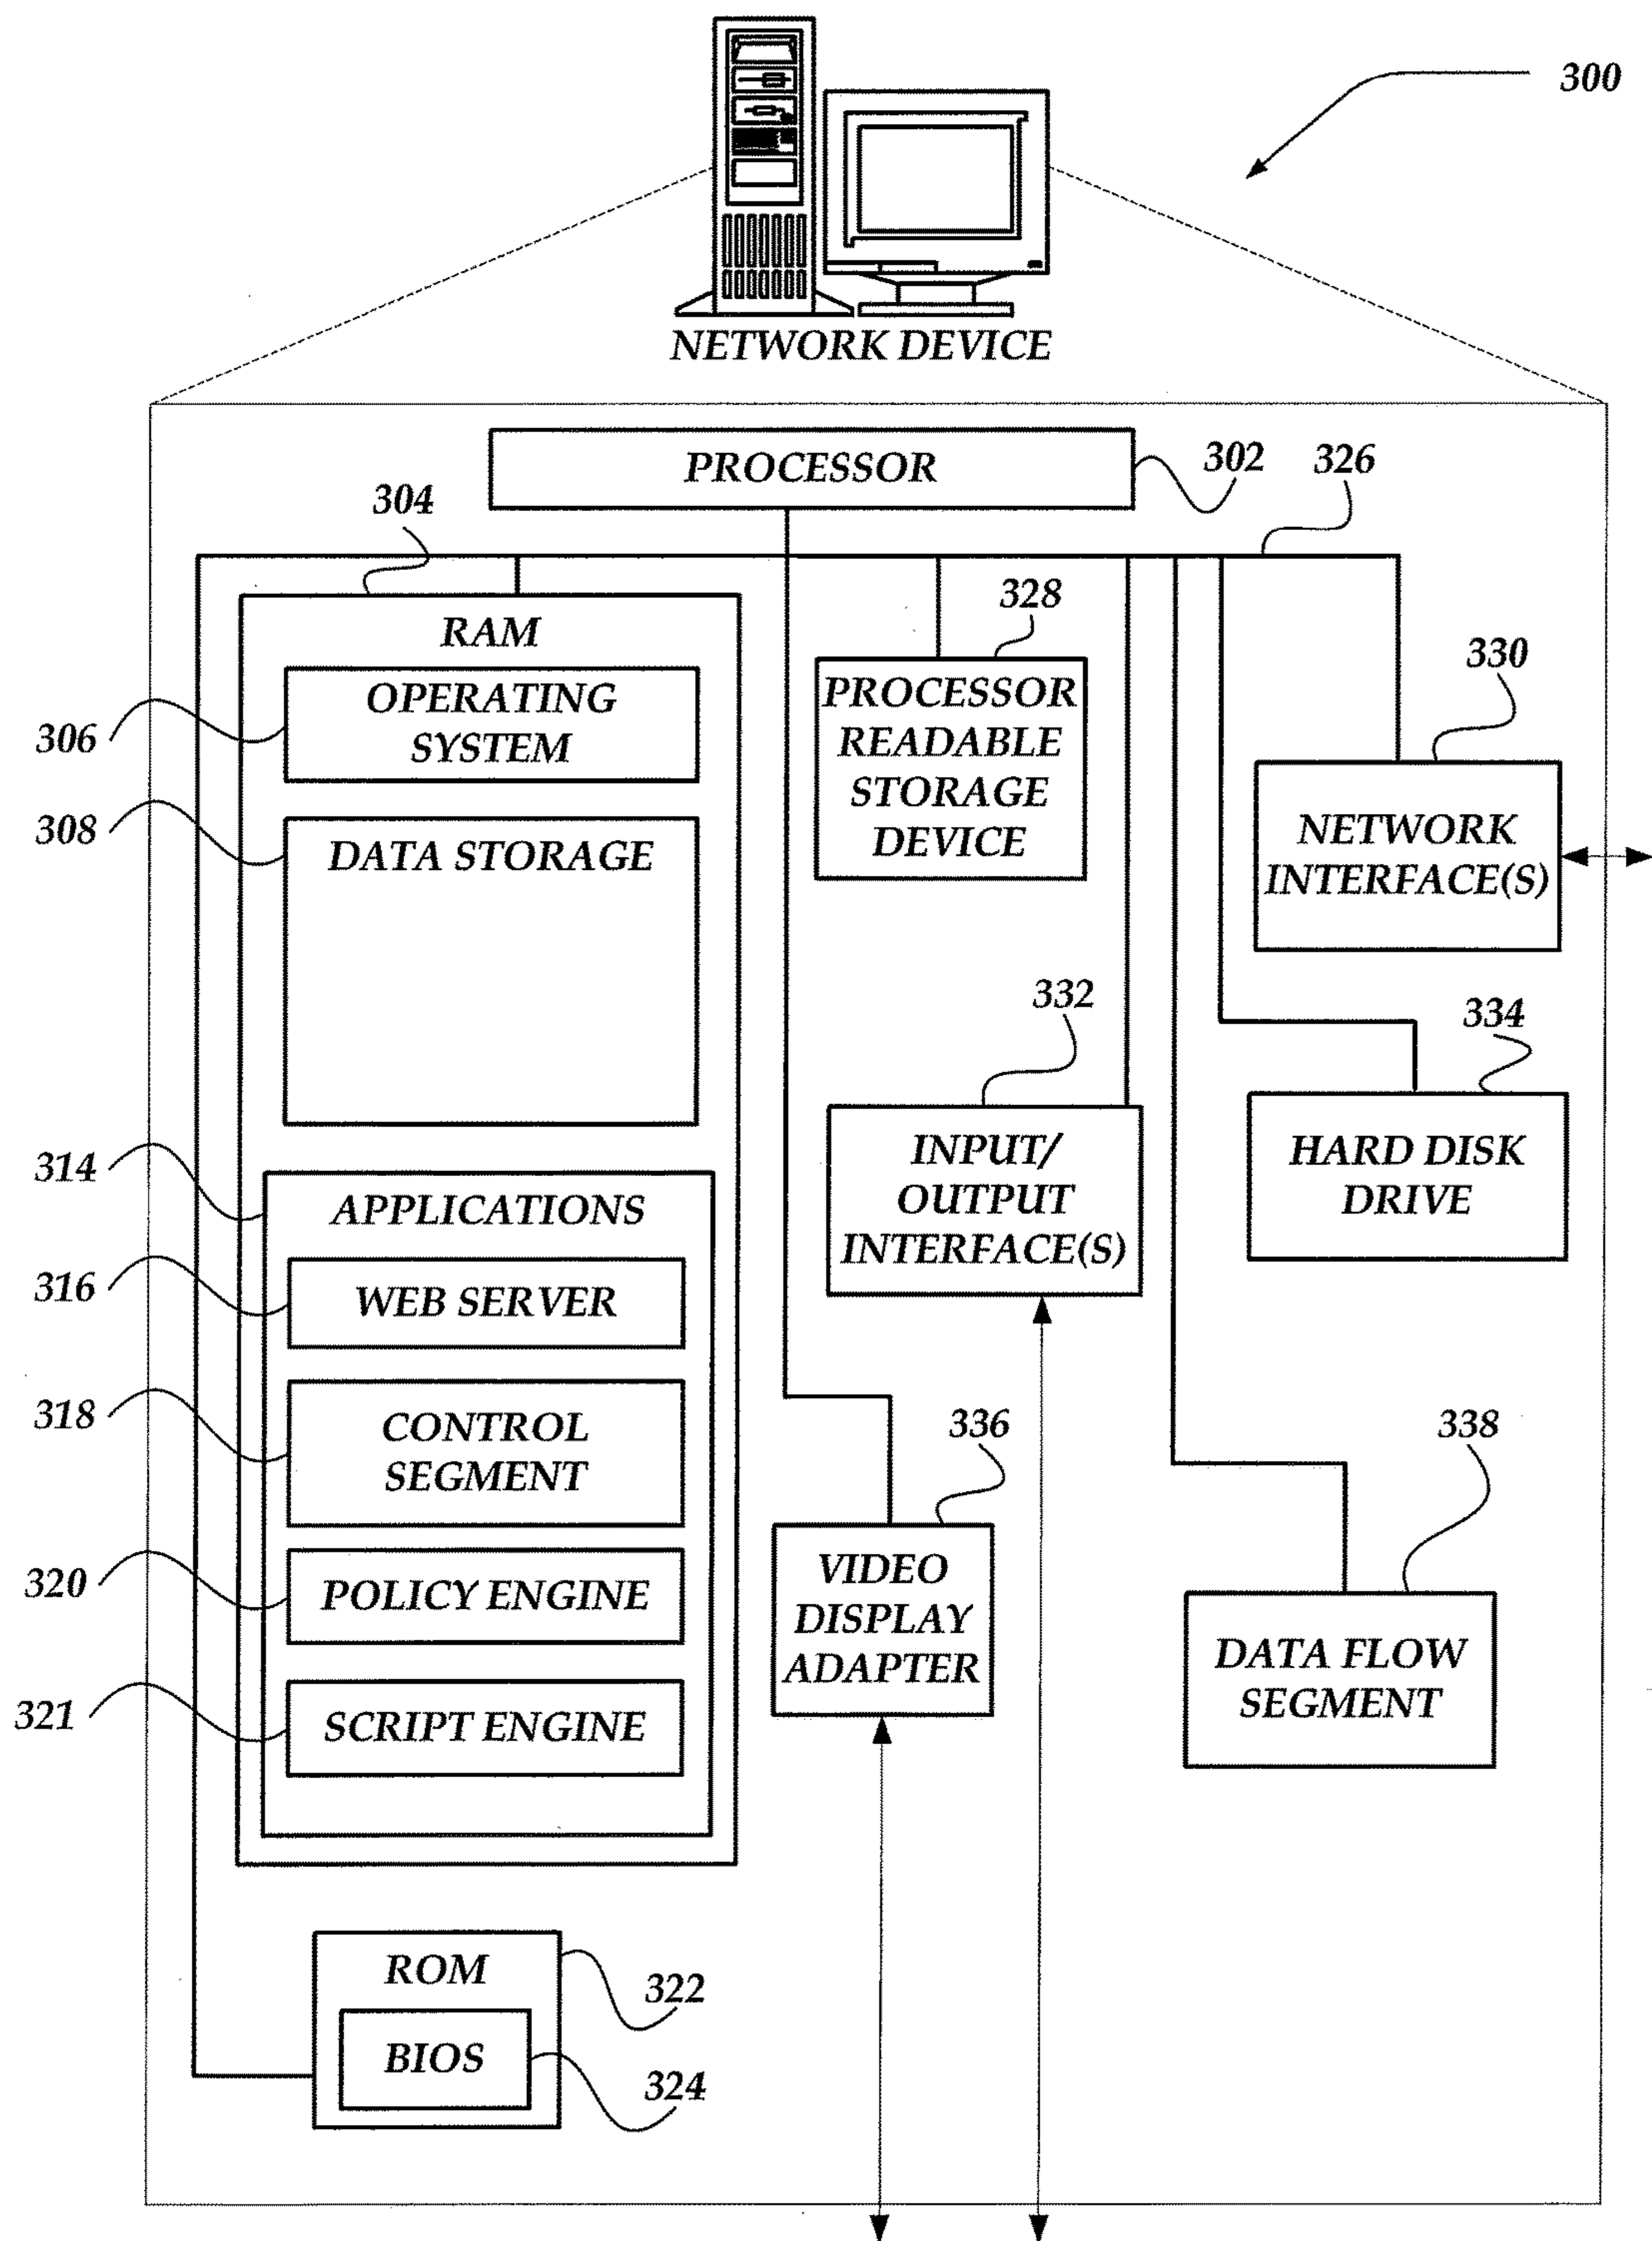 300
NETWORK DEVICE
PROCESSOR
302
326
304
RAM
328
330
OPERATING
SYSTEM
306
PROCESSOR
READABLE
STORAGE
DEVICE
308
DATA STORAGE
NETWORK
INTERFACE(S)
332
334
INPUT/
OUTPUT
INTERFACE(S)
HARD DISK
DRIVE
314
APPLICATIONS
316
WEB SERVER
318
CONTROL
SEGMENT
336
338
320
POLICY ENGINE
VIDEO
DISPLAY
ADAPTER
DATA FLOW
SEGMENT
321
SCRIPT ENGINE
ROM
322
BIOS
324